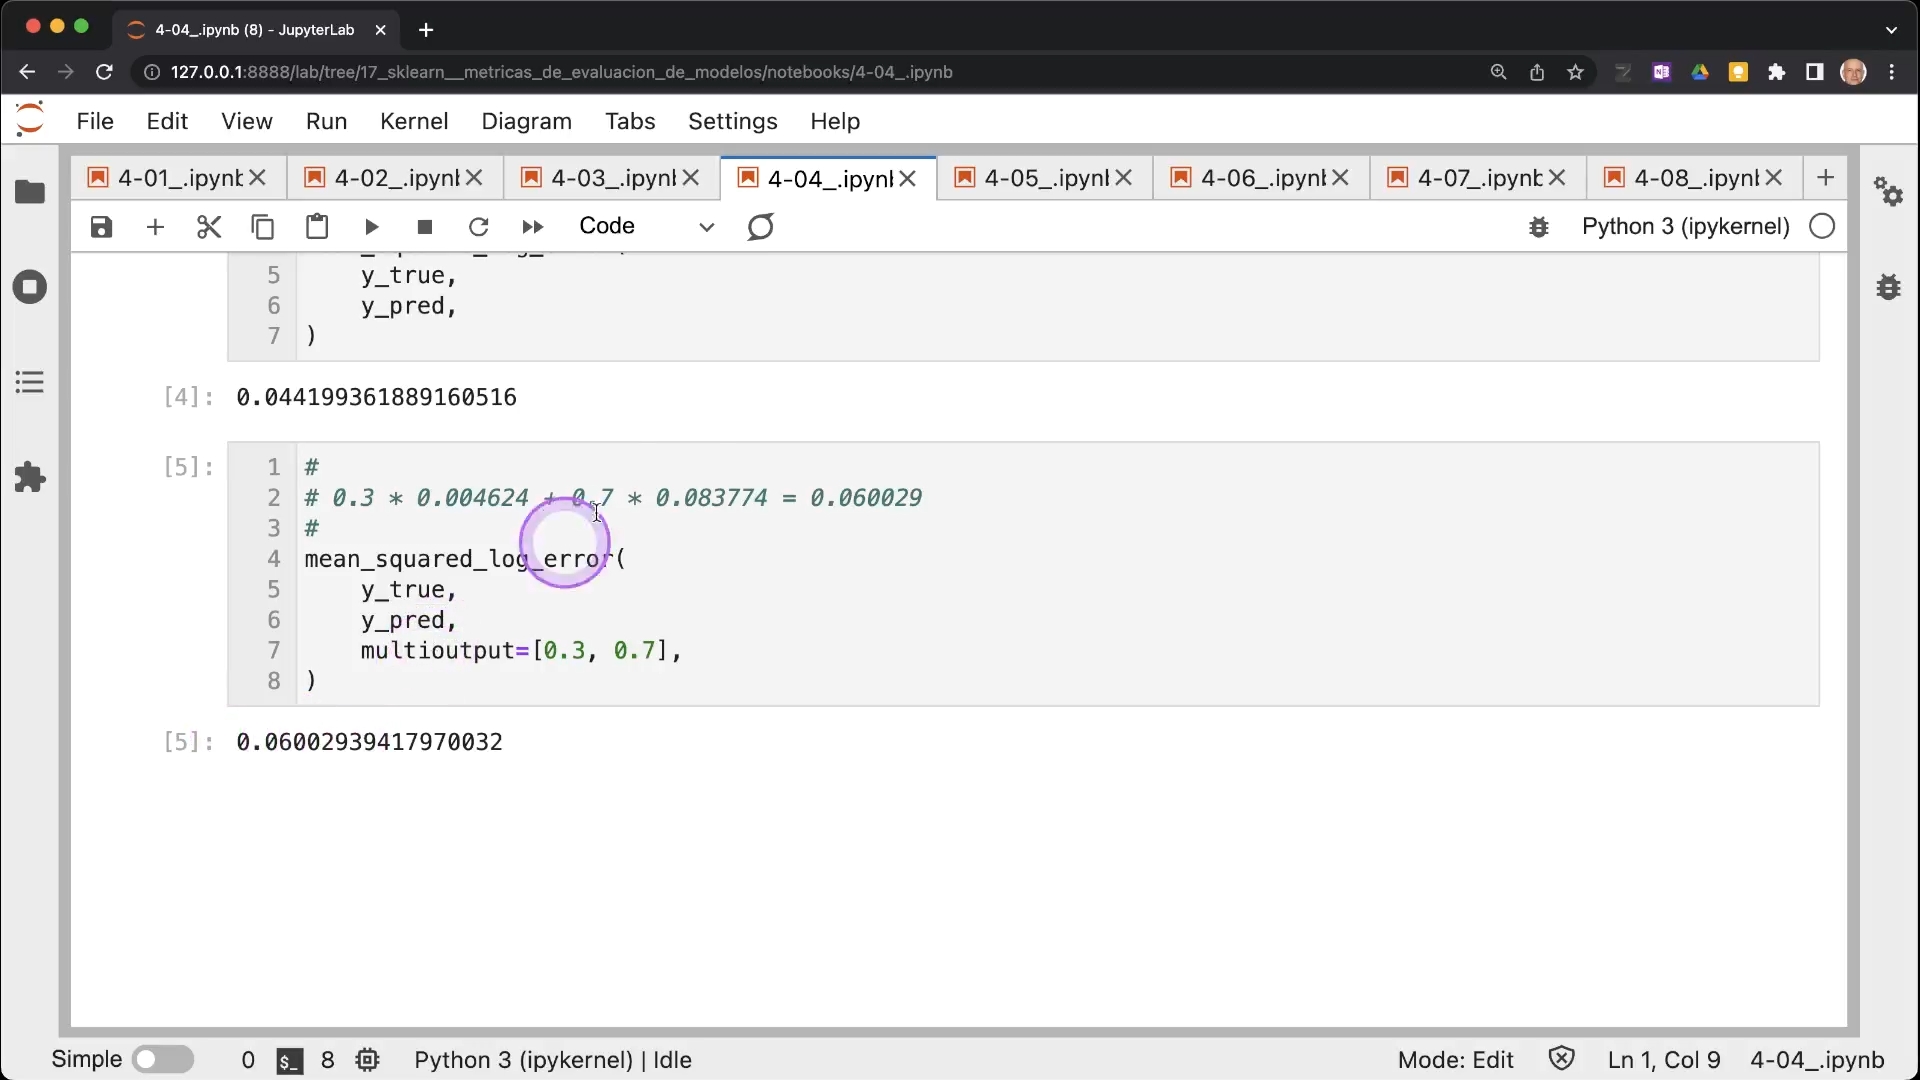 4-04_.ipynb (8) - JupyterLab
127.0.0.1:8888/lab/tree/17_sklearn__metricas_de_evaluacion_de_modelos/notebooks/4-04_.ipynb
File Edit View Run Kernel Diagram Tabs Settings Help
4-01_.ipynb 4-02_.ipynb 4-03_.ipynb 4-04_.ipynb 4-05_.ipynb 4-06_.ipynb 4-07_.ipynb 4-08_.ipynb
Code Python 3 (ipykernel)
5 y_true,
6 y_pred,
7 )
[4]: 0.044199361889160516
[5]: 1 #
2 # 0.3 * 0.004624 + 0.7 * 0.083774 = 0.060029
3 #
4 mean_squared_log_error(
5 y_true,
6 y_pred,
7 multioutput=[0.3, 0.7],
8 )
[5]: 0.06002939417970032
Simple 0 $_ 8 Python 3 (ipykernel) | Idle Mode: Edit Ln 1, Col 9 4-04_.ipynb